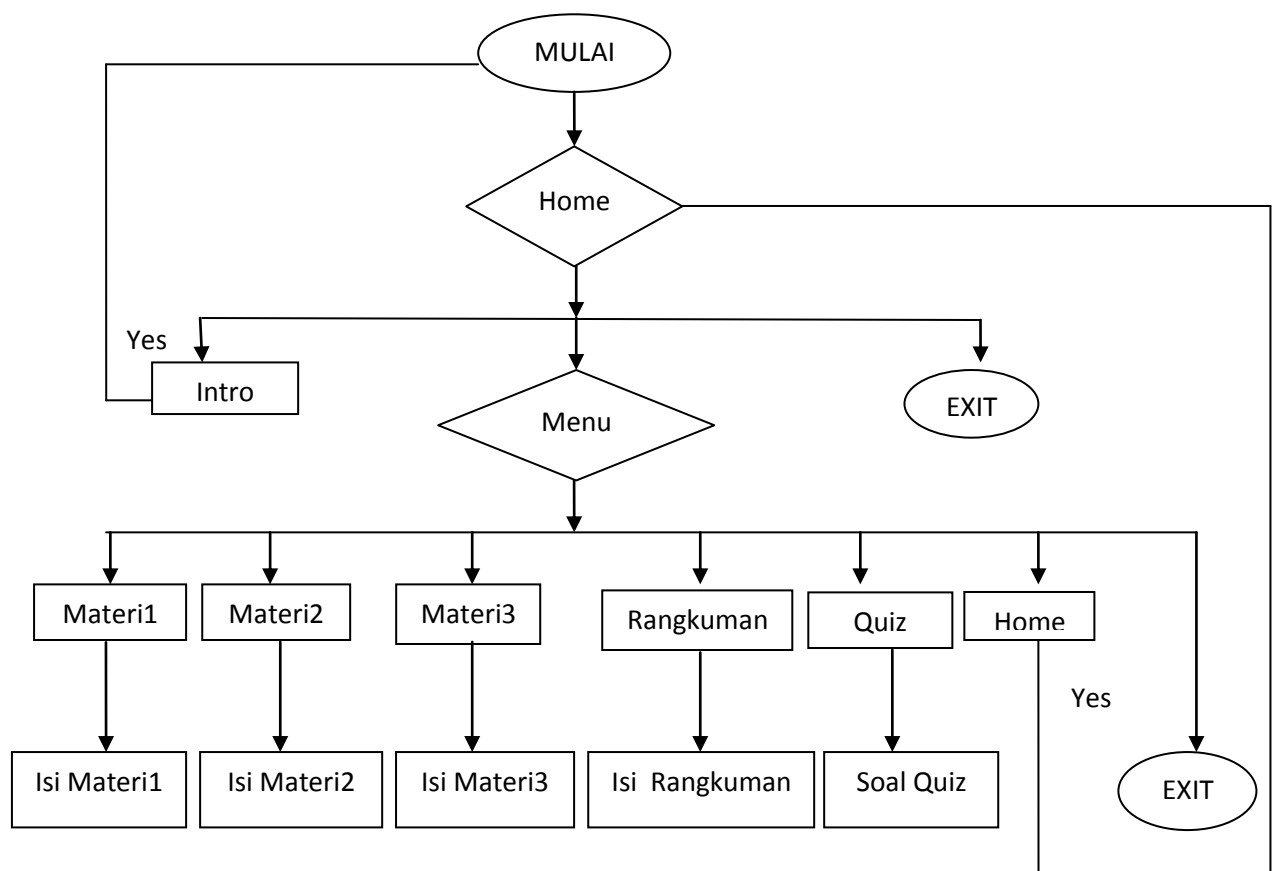 MULAI
Home
Yes
Intro
Menu
EXIT
Materi1
Materi2
Materi3
Rangkuman
Quiz
Home
Yes
Isi Materi1
Isi Materi2
Isi Materi3
Isi Rangkuman
Soal Quiz
EXIT